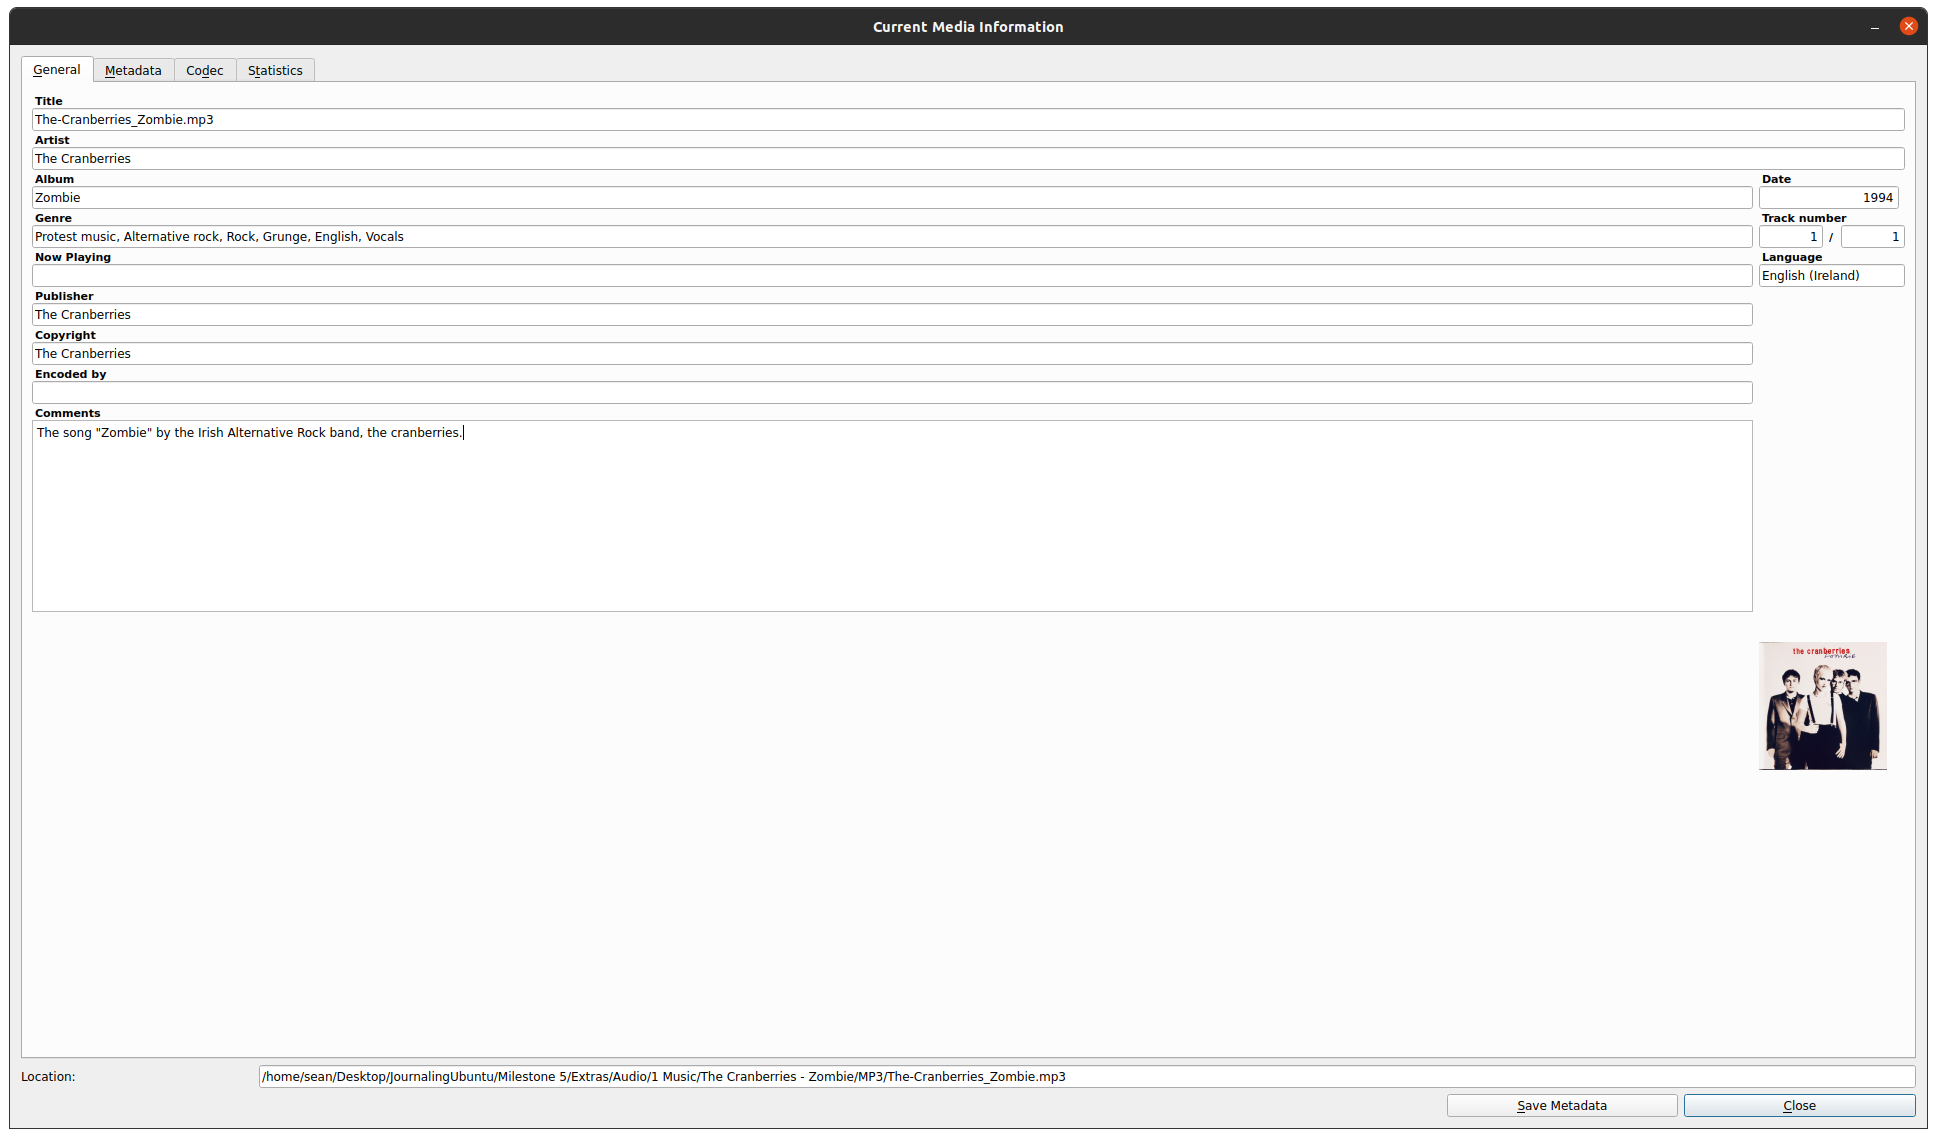 Current Media Information
General Metadata Codec Statistics
Title
The-Cranberries_Zombie.mp3
Artist
The Cranberries
Album Date
Zombie 1994
Genre Track number
Protest music, Alternative rock, Rock, Grunge, English, Vocals 1 / 1
Now Playing Language
English (Ireland)
Publisher
The Cranberries
Copyright
The Cranberries
Encoded by
Comments
The song "Zombie" by the Irish Alternative Rock band, the cranberries.
the cranberries
zombie
Location: /home/sean/Desktop/JournalingUbuntu/Milestone 5/Extras/Audio/1 Music/The Cranberries - Zombie/MP3/The-Cranberries_Zombie.mp3
Save Metadata Close